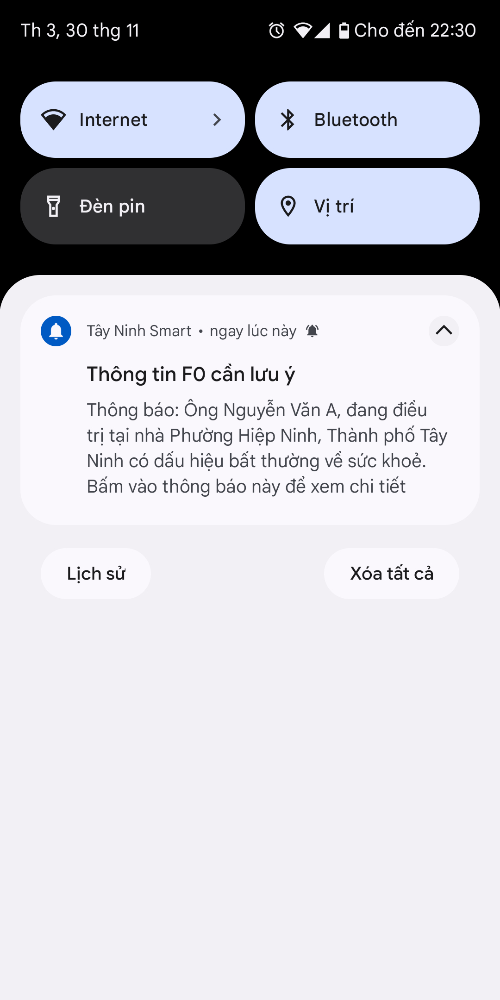 Th 3, 30 thg 11
Cho đến 22:30
Internet
Bluetooth
Đèn pin
Vị trí
Tây Ninh Smart • ngay lúc này
Thông tin F0 cần lưu ý
Thông báo: Ông Nguyễn Văn A, đang điều
trị tại nhà Phường Hiệp Ninh, Thành phố Tây
Ninh có dấu hiệu bất thường về sức khoẻ.
Bấm vào thông báo này để xem chi tiết
Lịch sử
Xóa tất cả